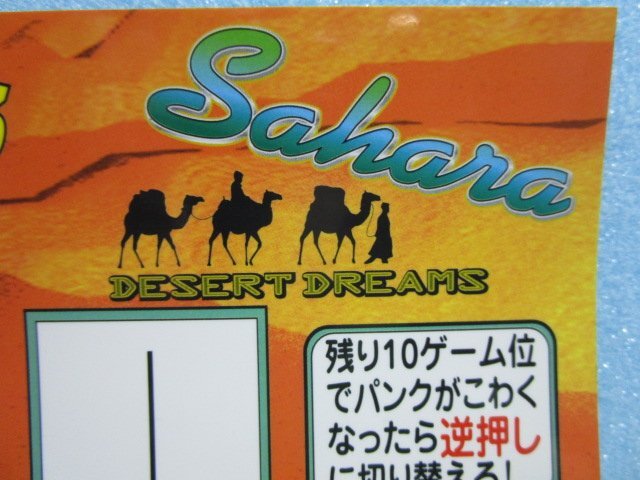 Sahara
DESERT DREAMS
残り10ゲーム位
でパンクがこわく
なったら逆押し
に切り替える!